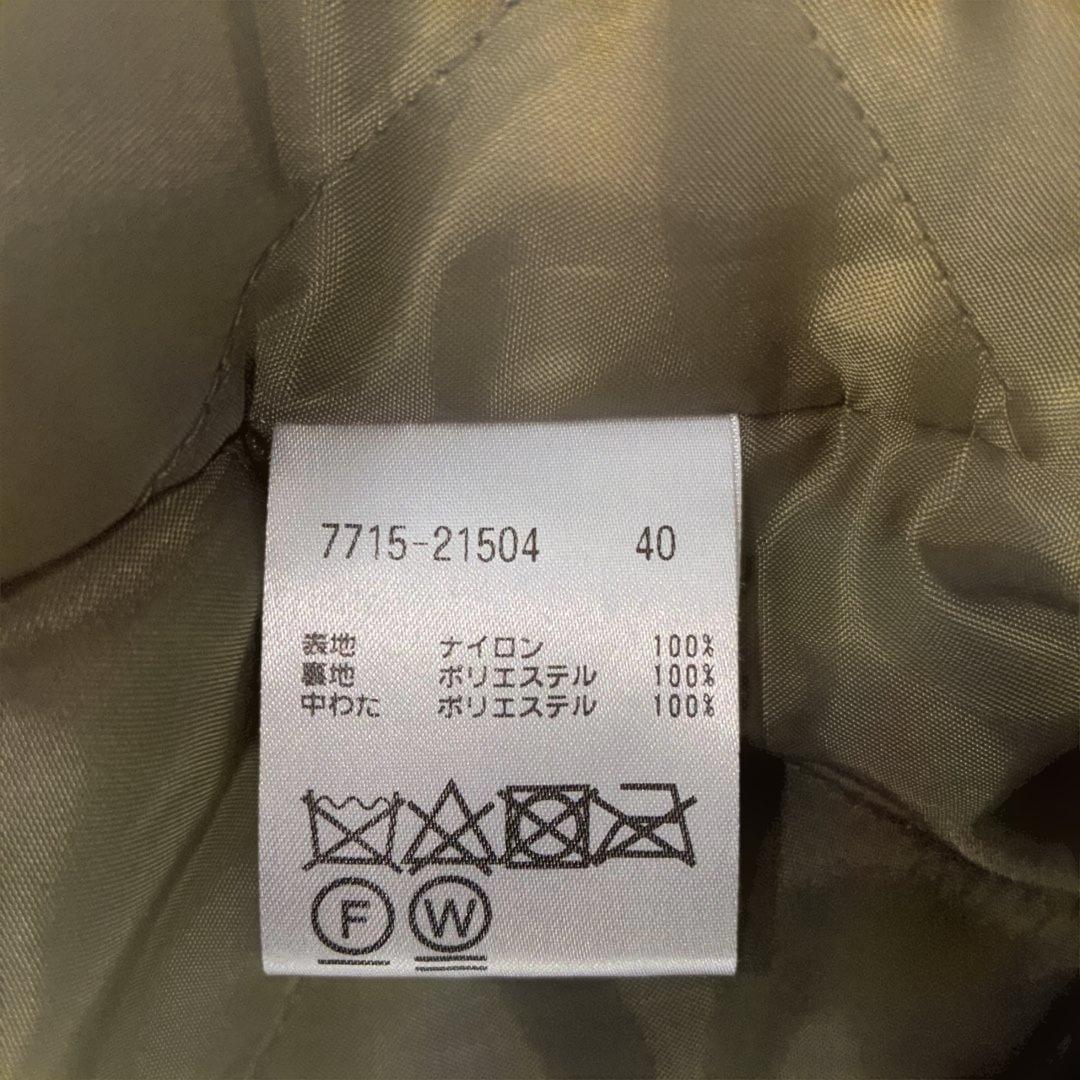 7715-21504 40
表地 ナイロン 100%
裏地 ポリエステル 100%
中わた ポリエステル 100%
F W